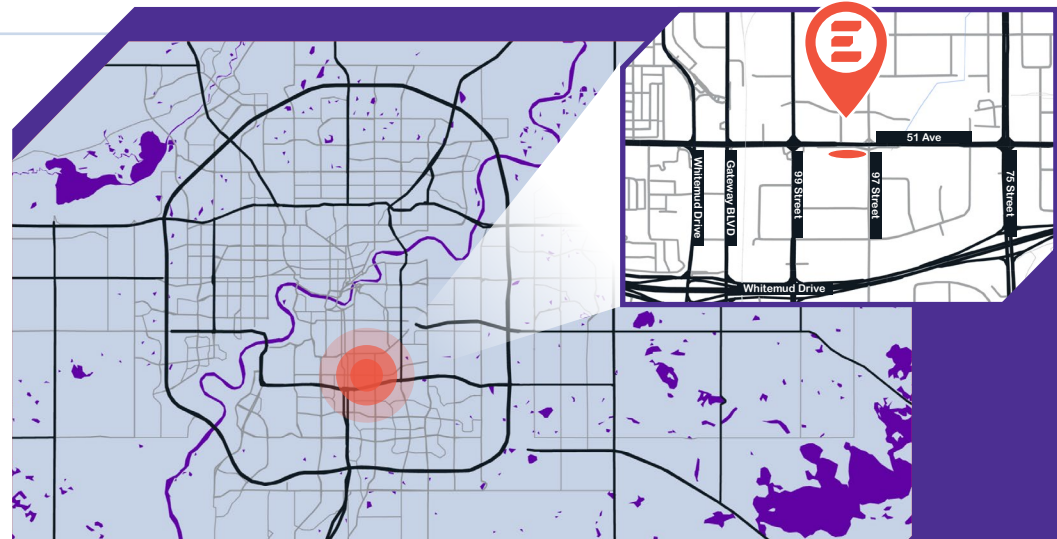 51 Ave
Whitemud Drive
Gateway BLVD
99 Street
97 Street
75 Street
Whitemud Drive